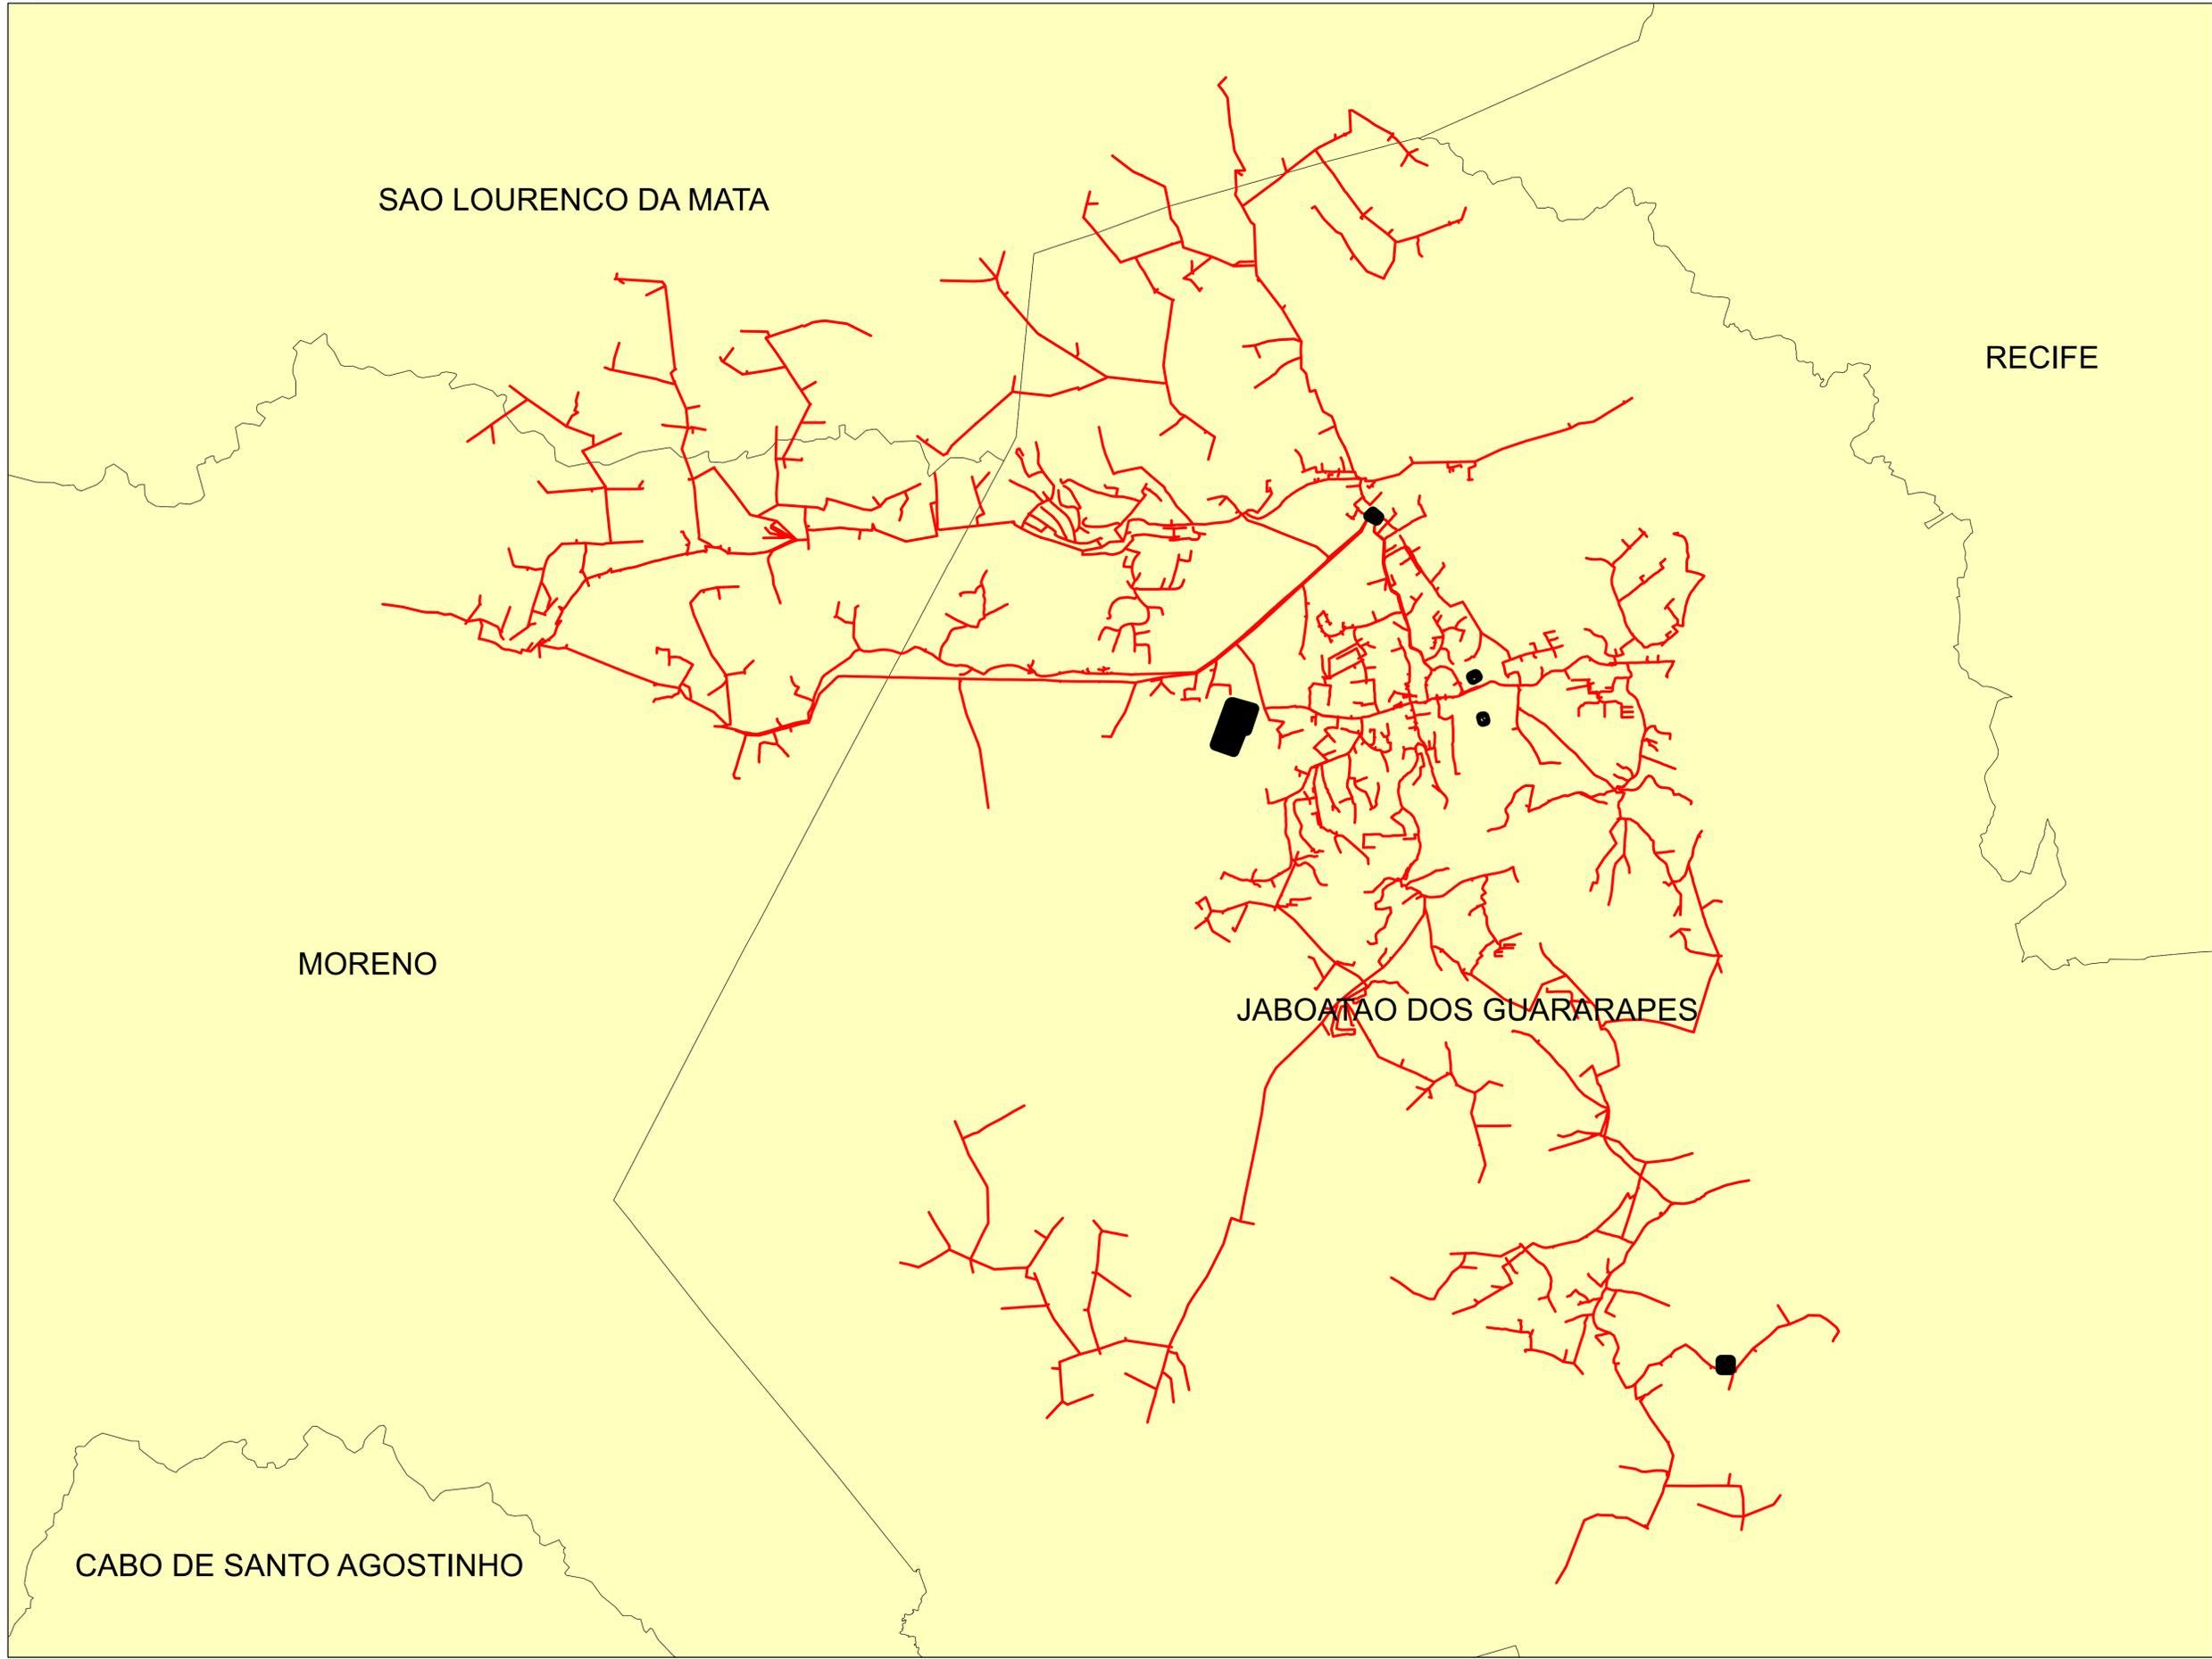 SAO LOURENCO DA MATA
RECIFE
MORENO
JABOATAO DOS GUARARAPES
CABO DE SANTO AGOSTINHO